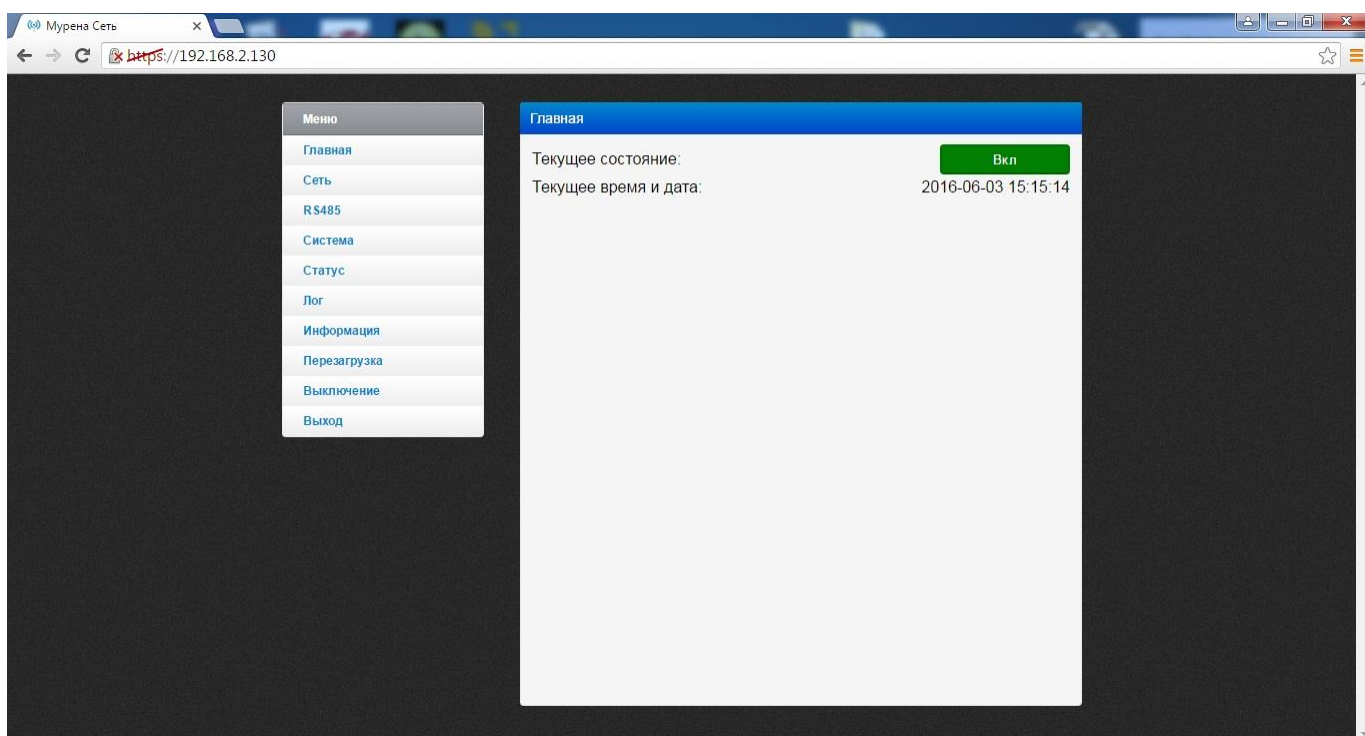 Мурена Сеть
https://192.168.2.130
Меню
Главная
Сеть
RS485
Система
Статус
Лог
Информация
Перезагрузка
Выключение
Выход
Главная
Текущее состояние: Вкл
Текущее время и дата: 2016-06-03 15:15:14